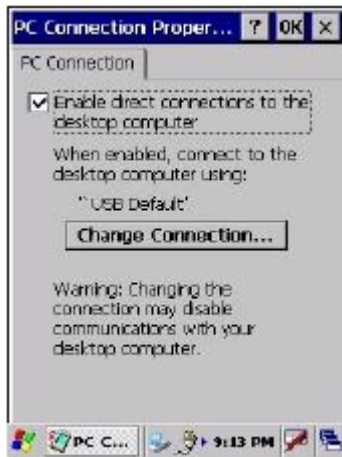 PC Connection Proper... ? OK ×
PC Connection
Enable direct connections to the
desktop computer
When enabled, connect to the
desktop computer using:
'`USB Default'
Change Connection...
Warning: Changing the
connection may disable
communications with your
desktop computer.
PC C... 9:13 PM